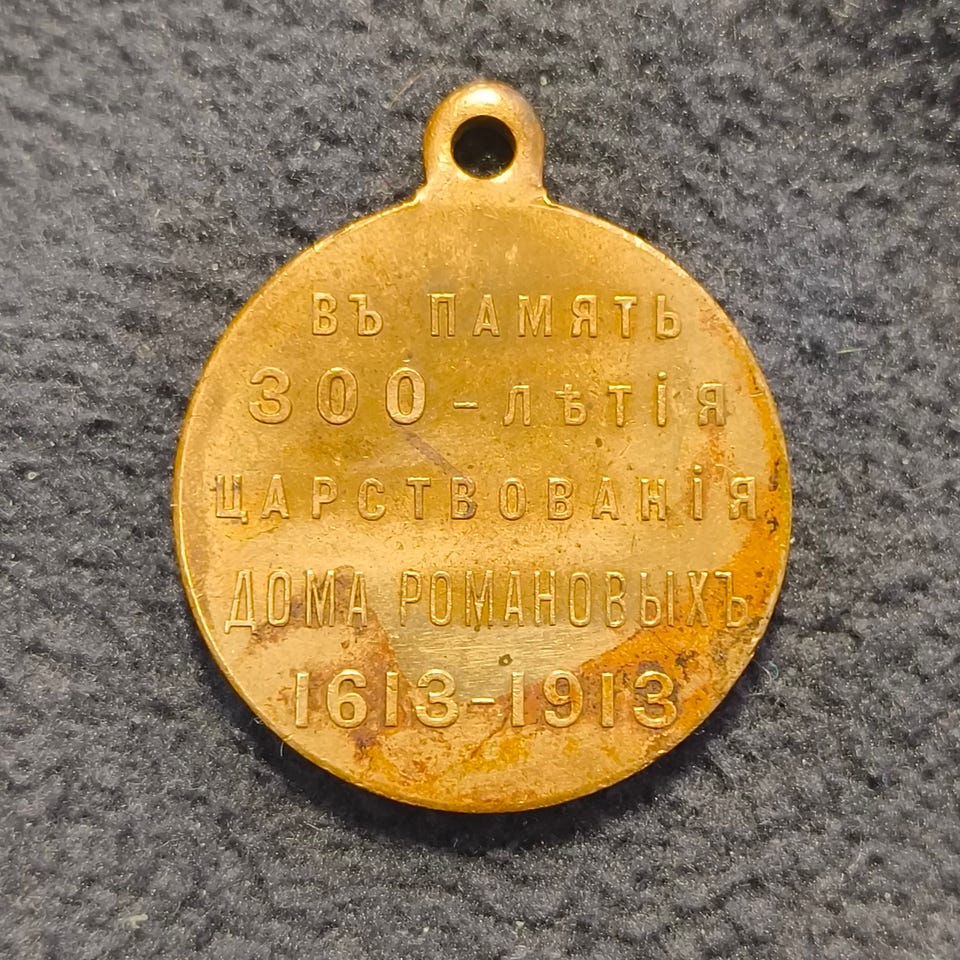 ВЪ ПАМЯТЬ
300-ЛѢТІЯ
ЦАРСТВОВАНІЯ
ДОМА РОМАНОВЫХЪ
1613-1913